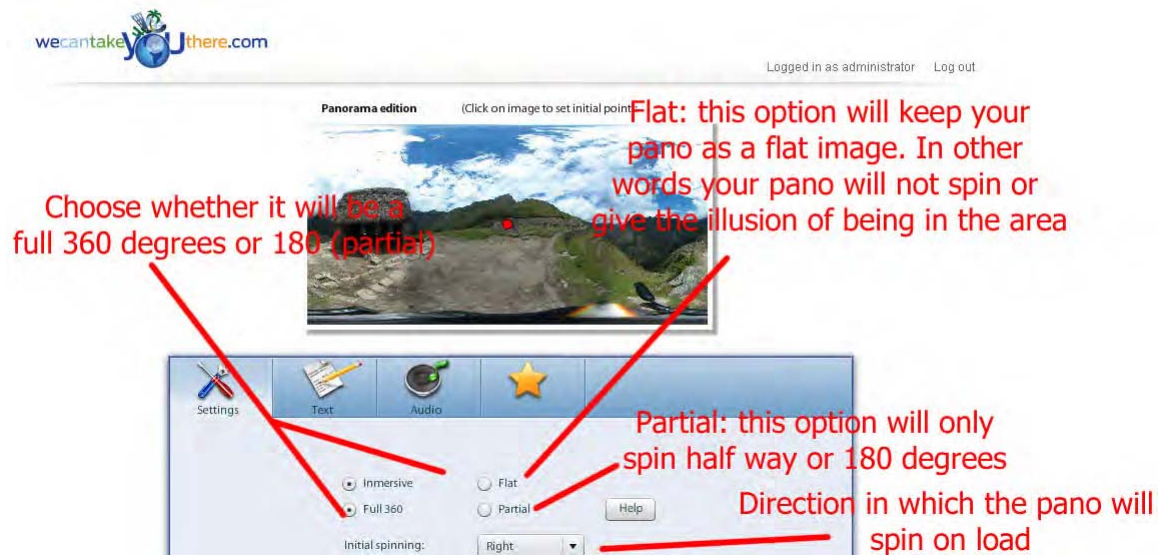 wecantakeyoUthere.com
Logged in as administrator Log out
Panorama edition (Click on image to set initial point)
Flat: this option will keep your
pano as a flat image. In other
words your pano will not spin or
give the illusion of being in the area
Choose whether it will be a
full 360 degrees or 180 (partial)
Settings Text Audio
Partial: this option will only
spin half way or 180 degrees
Inmersive Flat
Full 360 Partial Help
Direction in which the pano will
spin on load
Initial spinning: Right